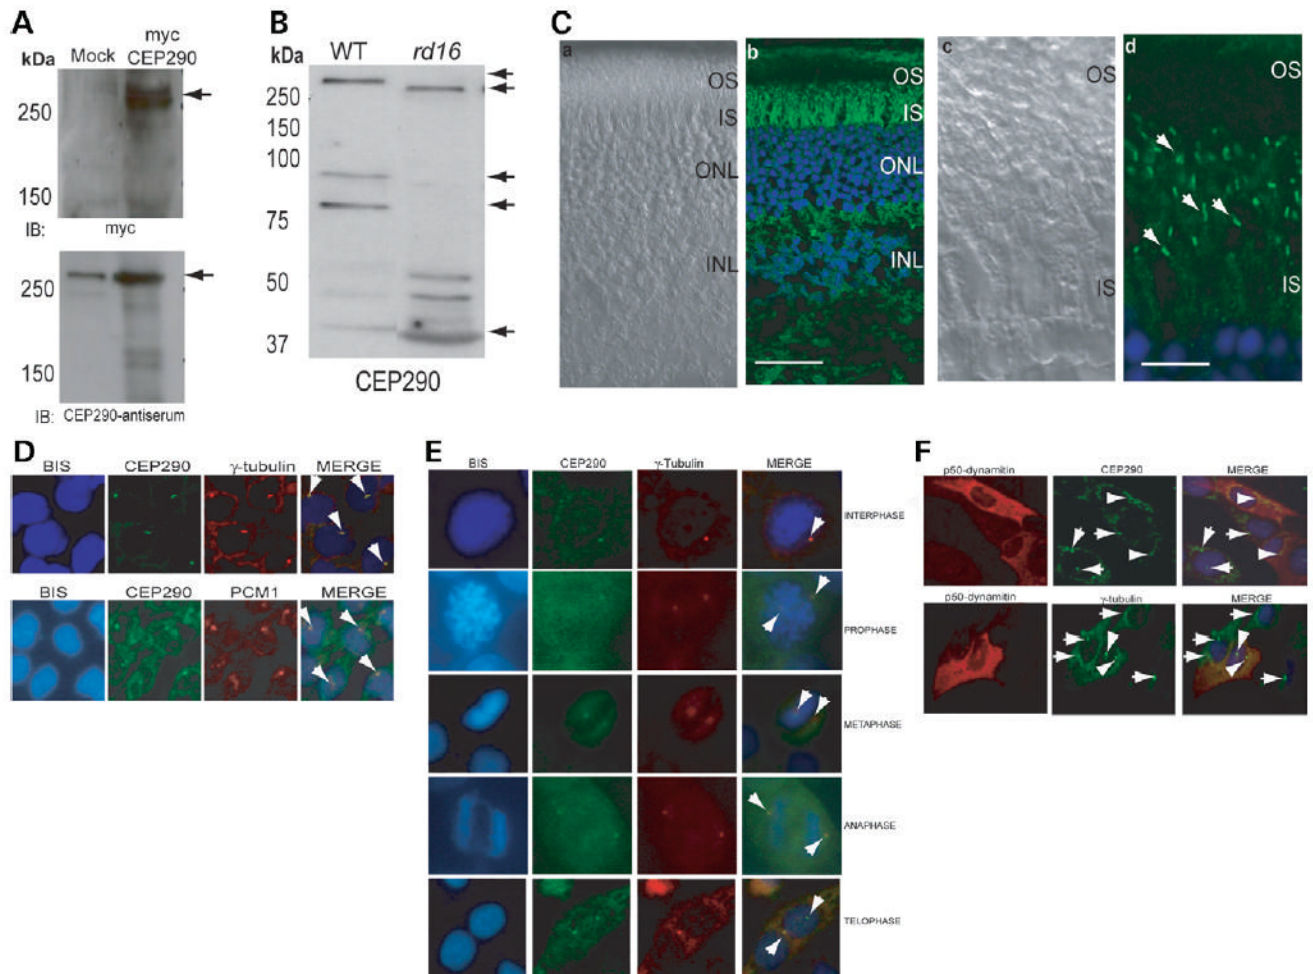 A
myc
kDa Mock CEP290
250
150
IB: myc
250
150
IB: CEP290-antiserum
B
kDa WT rd16
250
150
100
75
50
37
CEP290
C
a b c d
OS OS OS OS
IS IS
ONL ONL
INL INL
IS IS
D
BIS CEP290 γ-tubulin MERGE
BIS CEP290 PCM1 MERGE
E
BIS CEP290 γ-Tubulin MERGE
INTERPHASE
PROPHASE
METAPHASE
ANAPHASE
TELOPHASE
F
p50-dynamitin CEP290 MERGE
p50-dynamitin γ-tubulin MERGE